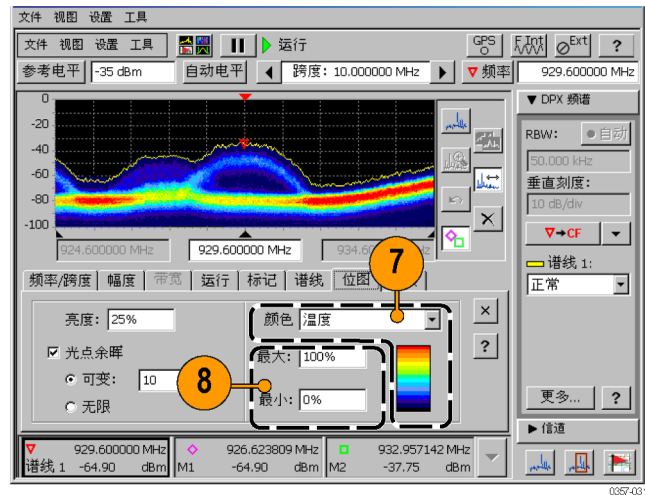 文件 视图 设置 工具
文件 视图 设置 工具 运行 GPS F Int Ext ?
参考电平 -35 dBm 自动电平 跨度: 10.000000 MHz 频率 929.600000 MHz
0
-20
-40
-60
-80
-100
924.600000 MHz 929.600000 MHz 934.60
DPX 频谱
RBW: 自动
50.000 kHz
垂直刻度:
10 dB/div
→CF
谱线 1:
正常
更多... ?
信道
频率/跨度 幅度 带宽 运行 标记 谱线 位图
7
亮度: 25% 颜色 温度
光点余晖 最大: 100% ?
可变: 10 8
无限 最小: 0%
929.600000 MHz 926.623809 MHz 932.957142 MHz
谱线 1 -64.90 dBm M1 -64.90 dBm M2 -37.75 dBm
0357-03